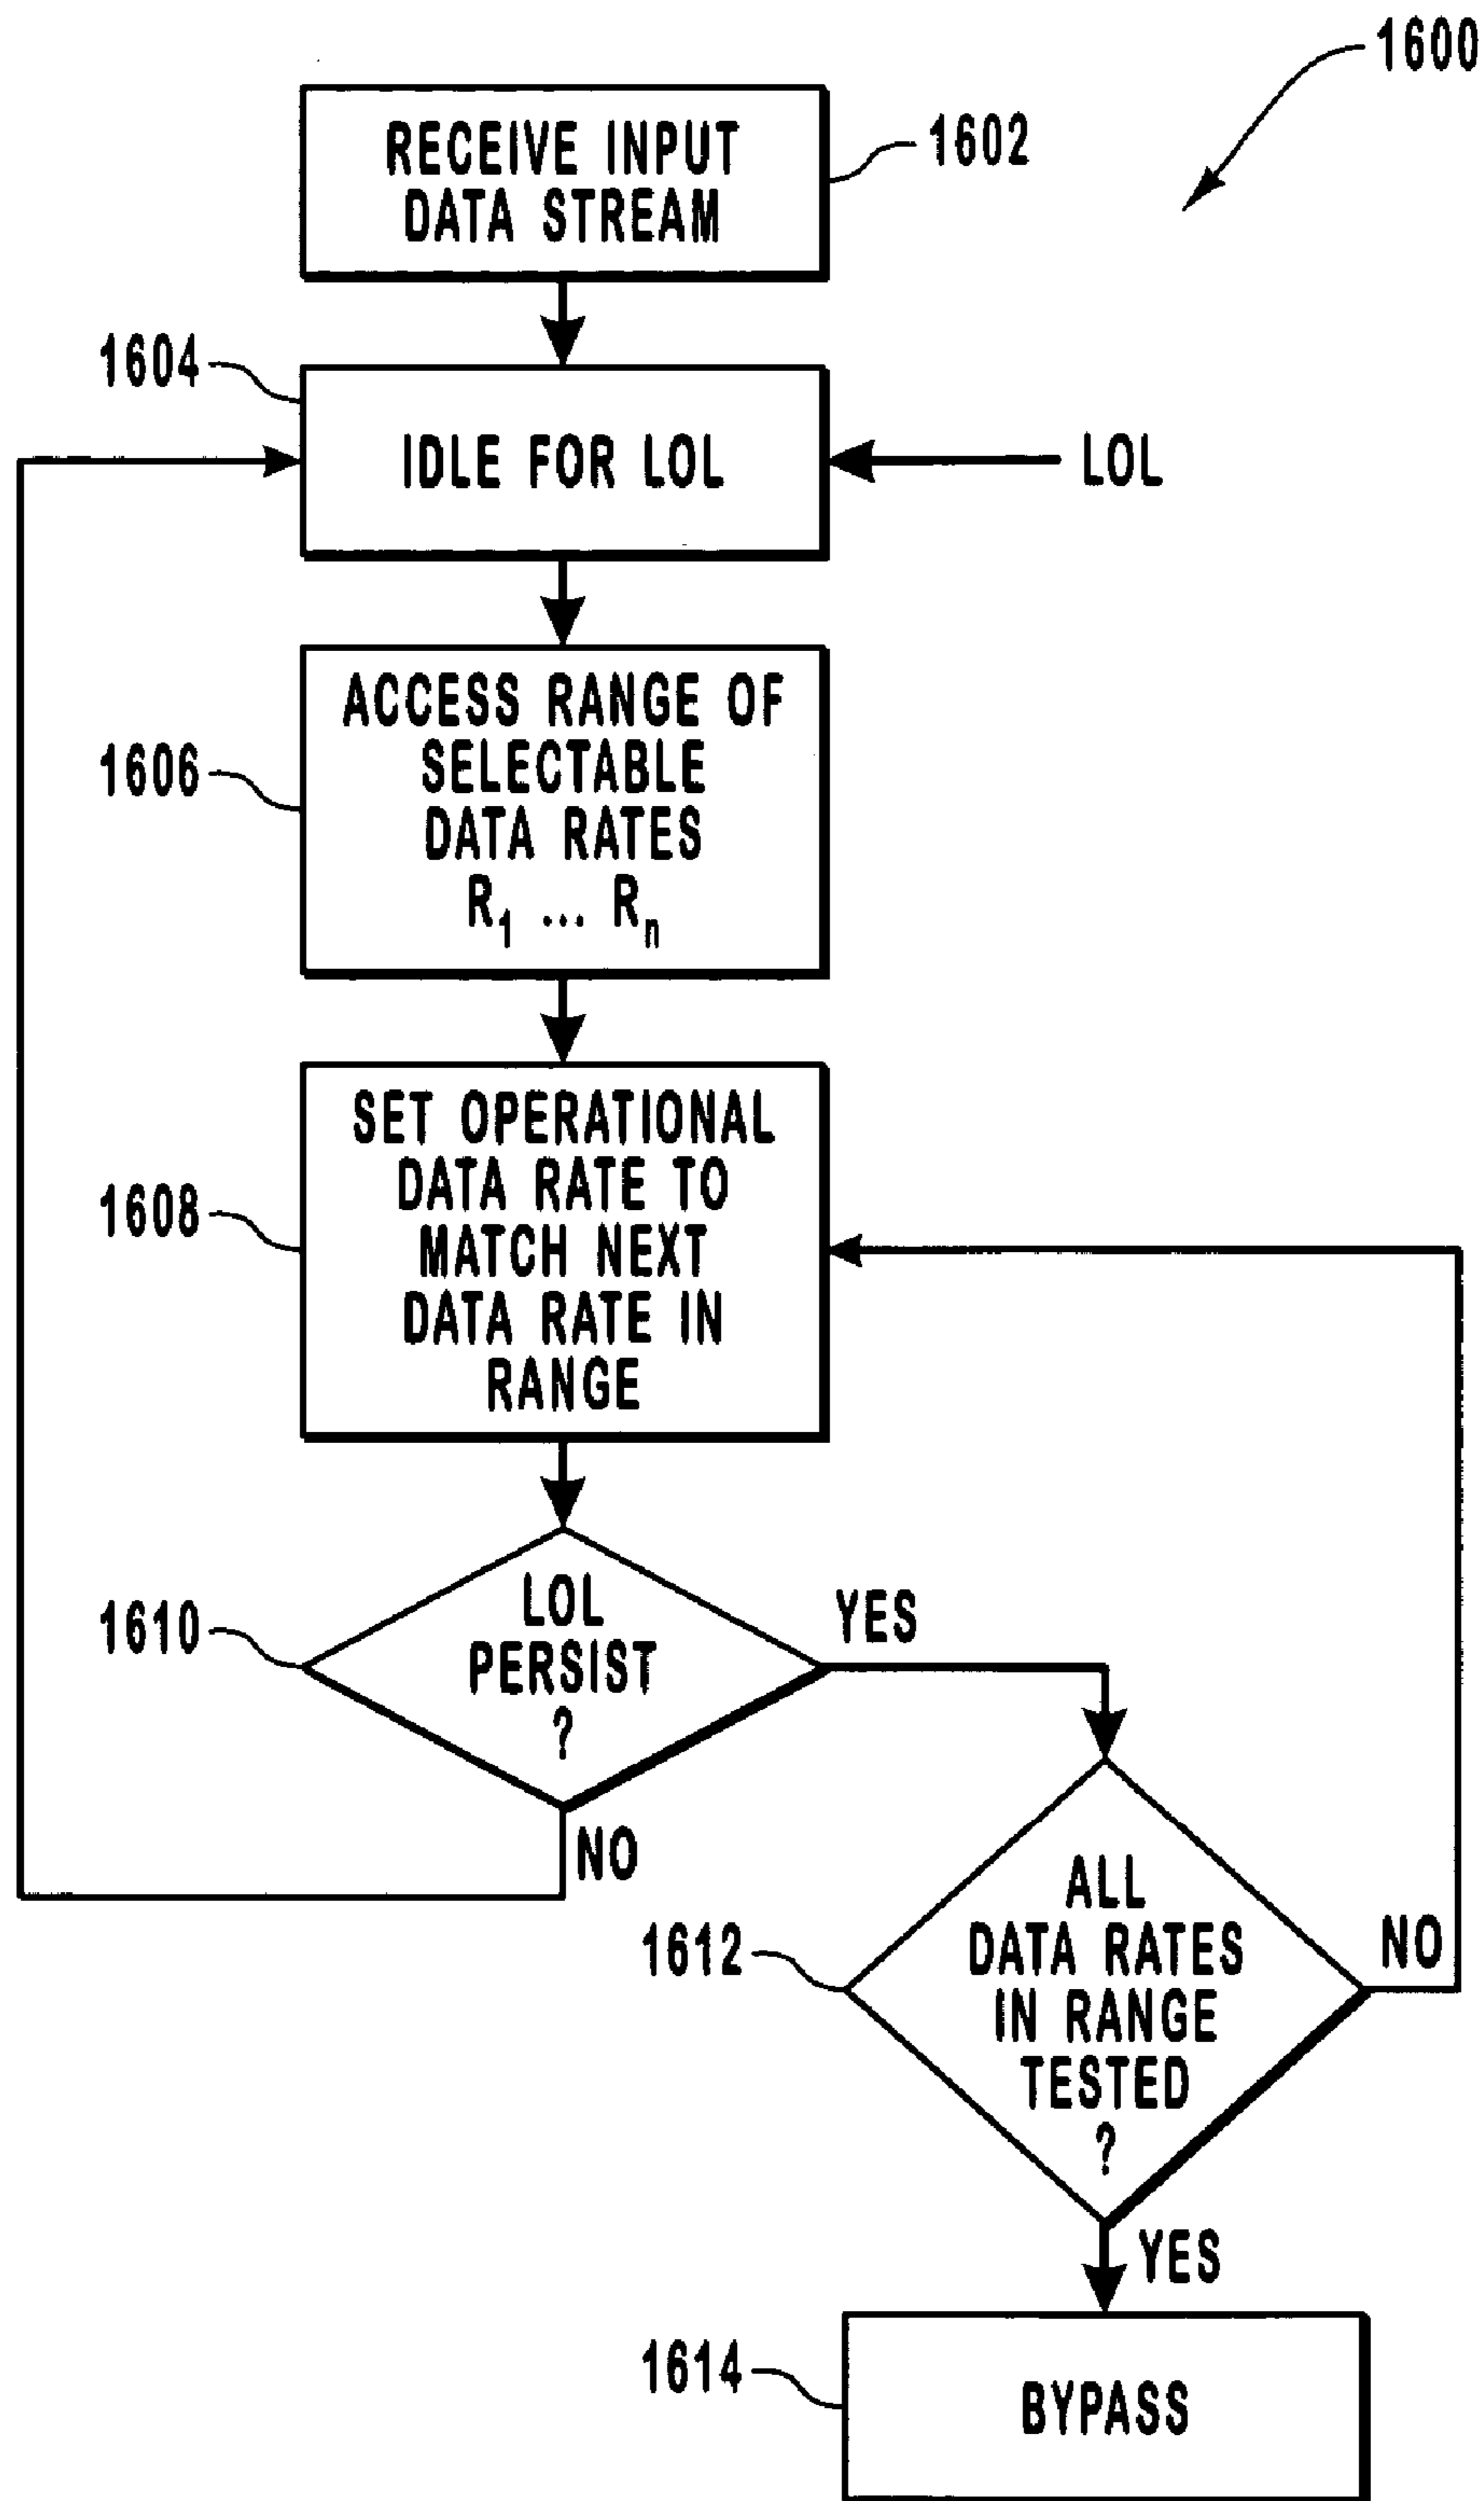 1600
RECEIVE INPUT
DATA STREAM
1602
1604
IDLE FOR LOL
LOL
ACCESS RANGE OF
SELECTABLE
DATA RATES
R1 ... Rn
1606
SET OPERATIONAL
DATA RATE TO
MATCH NEXT
DATA RATE IN
RANGE
1608
LOL
PERSIST
?
1610
YES
NO
ALL
DATA RATES
IN RANGE
TESTED
?
1612
NO
YES
1614
BYPASS